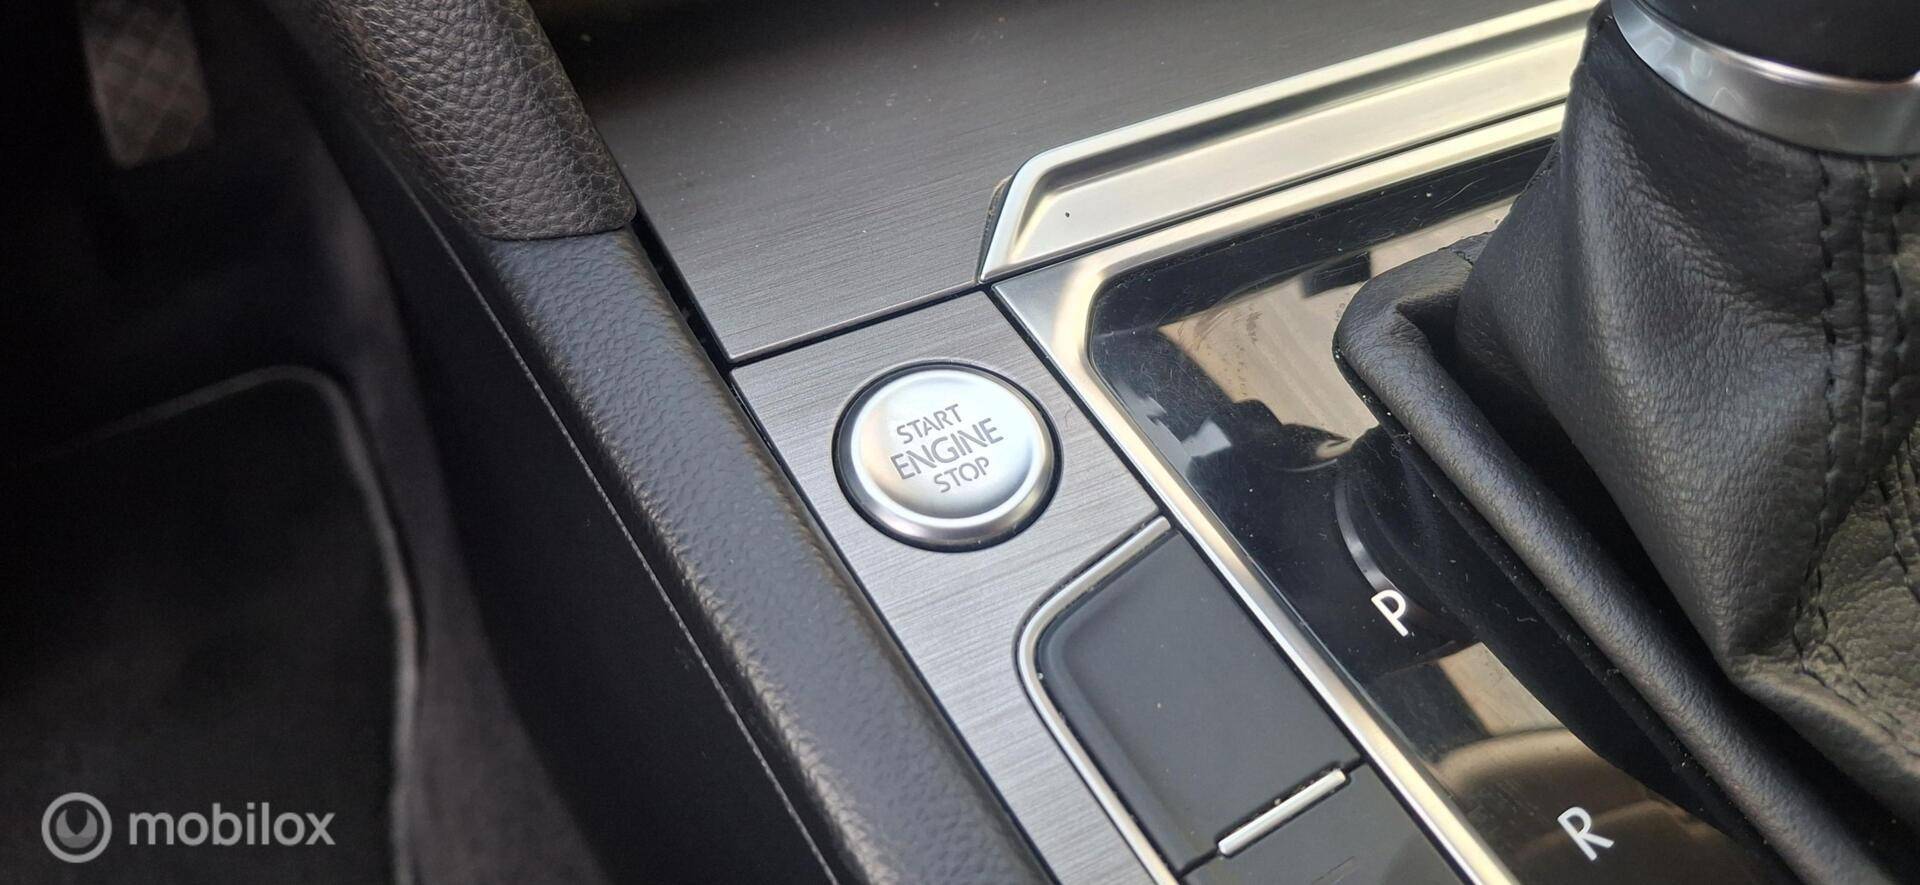 START
ENGINE
STOP
P
R
mobilox